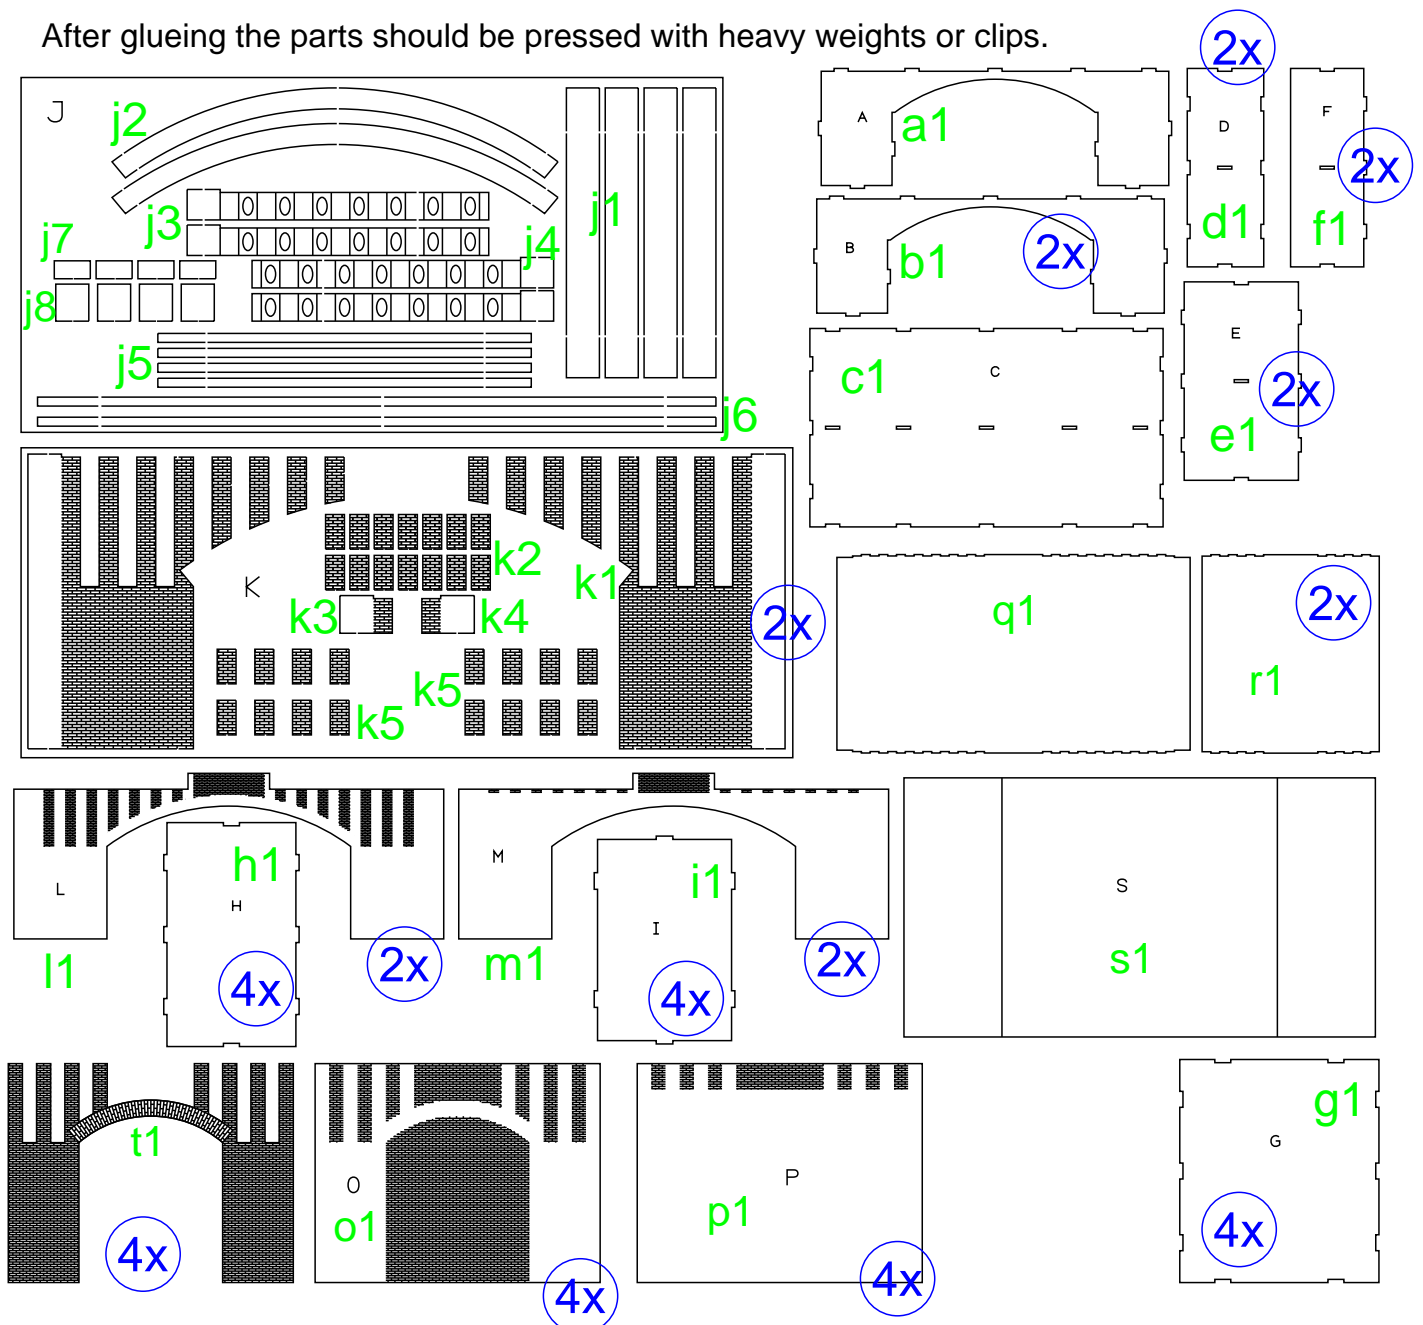 After glueing the parts should be pressed with heavy weights or clips.
2x
J
j2
A
a1
D
F
2x
j3
j1
j7
j4
d1
f1
B
b1
2x
j8
E
j5
c1
C
2x
j6
e1
k2
K
k1
2x
q1
2x
k3
k4
r1
k5
k5
h1
i1
M
L
H
S
I
l1
2x
m1
2x
s1
4x
4x
t1
g1
G
O
P
o1
p1
4x
4x
4x
4x